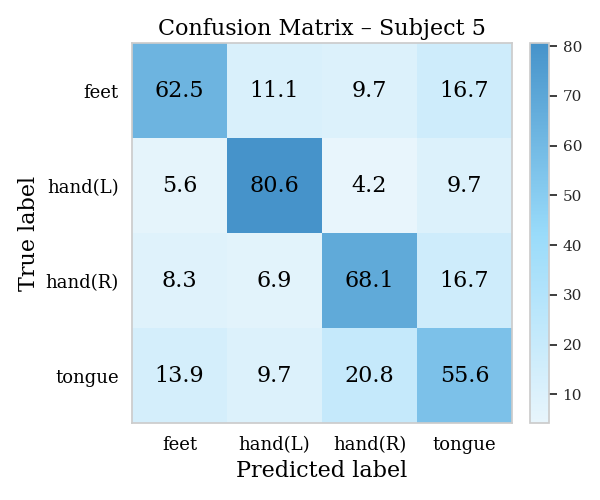 Confusion Matrix – Subject 5
feet 62.5 11.1 9.7 16.7
hand(L) 5.6 80.6 4.2 9.7
hand(R) 8.3 6.9 68.1 16.7
tongue 13.9 9.7 20.8 55.6
feet hand(L) hand(R) tongue
Predicted label
True label
80
70
60
50
40
30
20
10